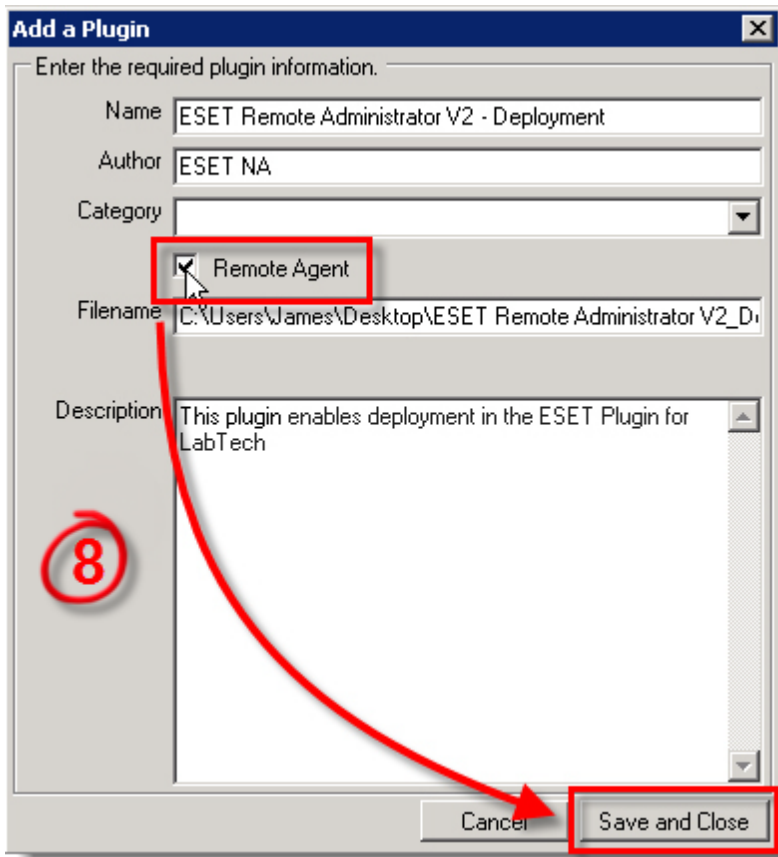 Add a Plugin
Enter the required plugin information.
Name ESET Remote Administrator V2 - Deployment
Author ESET NA
Category
Remote Agent
Filename C:\Users\James\Desktop\ESET Remote Administrator V2_
Description This plugin enables deployment in the ESET Plugin for
LabTech
8
Cancel Save and Close